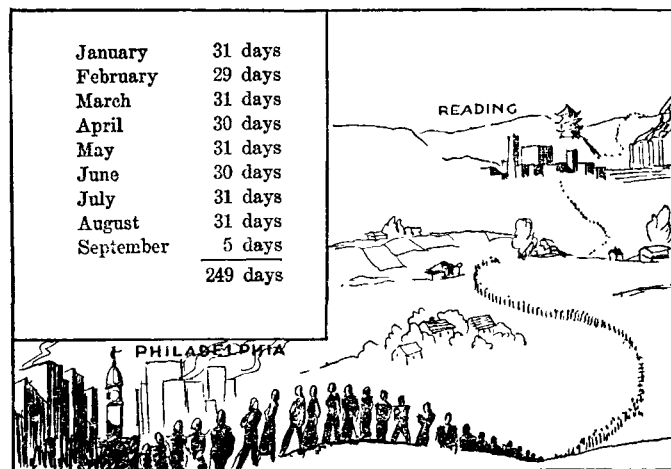 January 31 days
February 29 days
March 31 days
April 30 days
May 31 days
June 30 days
July 31 days
August 31 days
September 5 days
249 days
READING
PHILADELPHIA